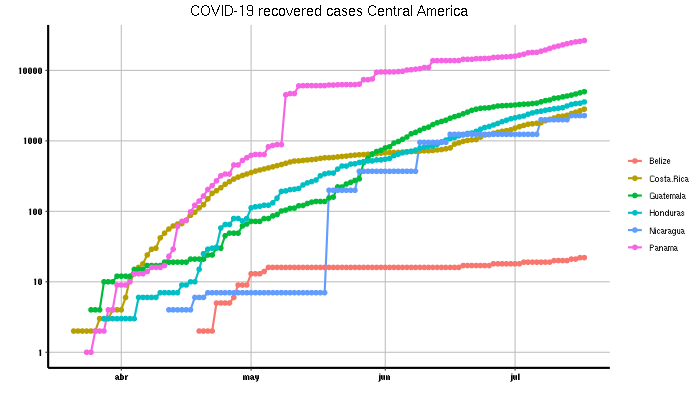 COVID-19 recovered cases Central America
10000
1000
100
10
1
abr
may
jun
jul
Belize
Costa.Rica
Guatemala
Honduras
Nicaragua
Panama